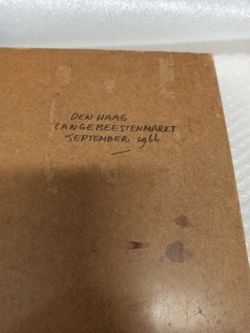 DEN HAAG
LANGE BEESTENMARKT
SEPTEMBER 1966